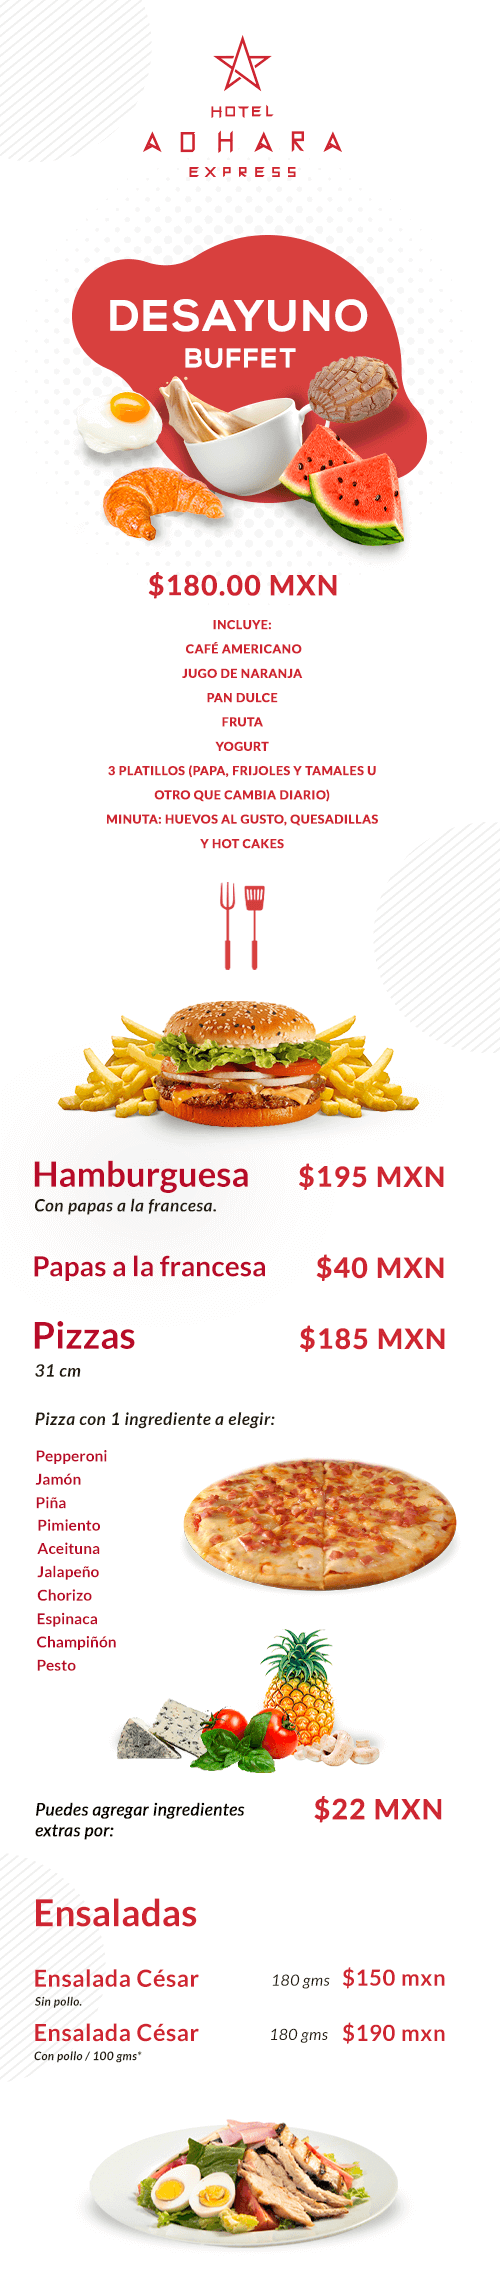 HOTEL
ADHARA
EXPRESS
DESAYUNO
BUFFET
$180.00 MXN
INCLUYE:
CAFÉ AMERICANO
JUGO DE NARANJA
PAN DULCE
FRUTA
YOGURT
3 PLATILLOS (PAPA, FRIJOLES Y TAMALES U
OTRO QUE CAMBIA DIARIO)
MINUTA: HUEVOS AL GUSTO, QUESADILLAS
Y HOT CAKES
Hamburguesa $195 MXN
Con papas a la francesa.
Papas a la francesa $40 MXN
Pizzas $185 MXN
31 cm
Pizza con 1 ingrediente a elegir:
Pepperoni
Jamón
Piña
Pimiento
Aceituna
Jalapeño
Chorizo
Espinaca
Champiñón
Pesto
Puedes agregar ingredientes $22 MXN
extras por:
Ensaladas
Ensalada César 180 gms $150 mxn
Sin pollo.
Ensalada César 180 gms $190 mxn
Con pollo / 100 gms*